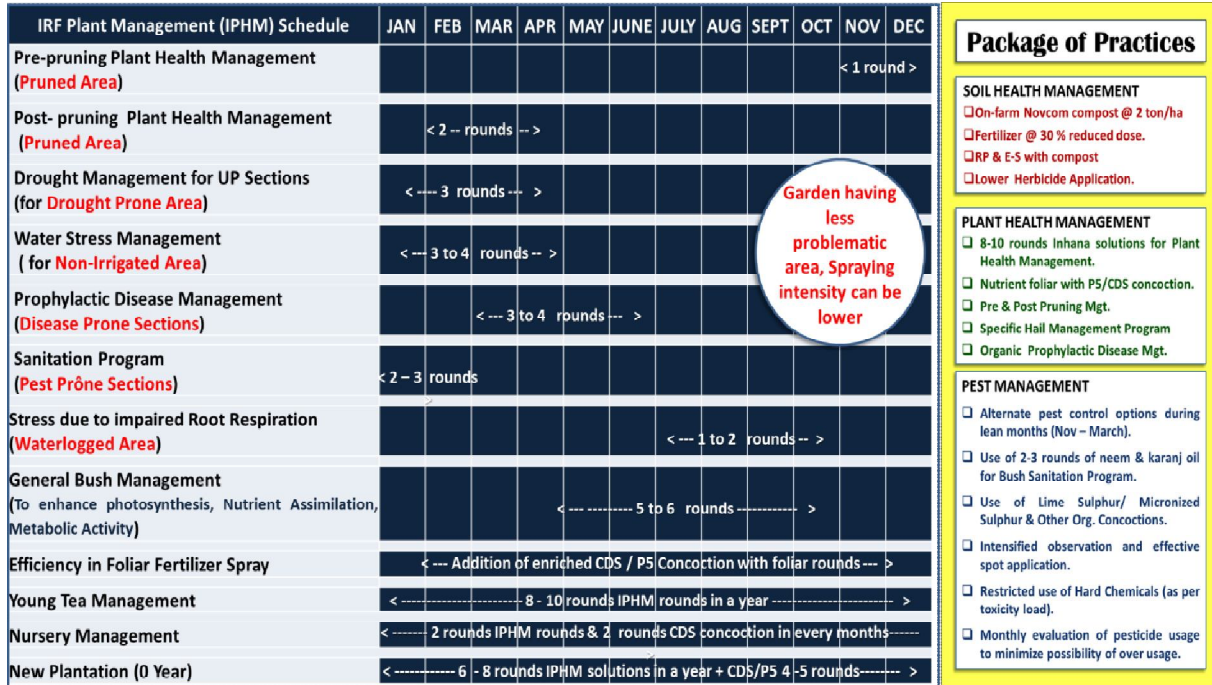 IRF Plant Management (IPHM) Schedule JAN FEB MAR APR MAY JUNE JULY AUG SEPT OCT NOV DEC
Pre-pruning Plant Health Management
(Pruned Area)
< 1 round >
Post- pruning Plant Health Management
(Pruned Area)
< 2 -- rounds -- >
Drought Management for UP Sections
(for Drought Prone Area)
< ---- 3 rounds --- >
Water Stress Management
( for Non-Irrigated Area)
< --- 3 to 4 rounds -- >
Prophylactic Disease Management
(Disease Prone Sections)
< --- 3 to 4 rounds --- >
Sanitation Program
(Pest Prône Sections)
< 2 – 3 rounds
>
Stress due to impaired Root Respiration
(Waterlogged Area)
< --- 1 to 2 rounds -- >
General Bush Management
(To enhance photosynthesis, Nutrient Assimilation,
Metabolic Activity)
< --- --------- 5 to 6 rounds ------------ >
Efficiency in Foliar Fertilizer Spray
< --- Addition of enriched CDS / P5 Concoction with foliar rounds --- >
Young Tea Management
< ----------------------- 8 - 10 rounds IPHM rounds in a year ----------------------- >
Nursery Management
< ------- 2 rounds IPHM rounds & 2 rounds CDS concoction in every months------
>
New Plantation (0 Year)
< ----------- 6 - 8 rounds IPHM solutions in a year + CDS/P5 4 -5 rounds-------- >
Garden having
less
problematic
area, Spraying
intensity can be
lower
Package of Practices
SOIL HEALTH MANAGEMENT
❑On-farm Novcom compost @ 2 ton/ha
❑Fertilizer @ 30 % reduced dose.
❑RP & E-S with compost
❑Lower Herbicide Application.
PLANT HEALTH MANAGEMENT
❑ 8-10 rounds Inhana solutions for Plant
Health Management.
❑ Nutrient foliar with P5/CDS concoction.
❑ Pre & Post Pruning Mgt.
❑ Specific Hail Management Program
❑ Organic Prophylactic Disease Mgt.
PEST MANAGEMENT
❑ Alternate pest control options during
lean months (Nov – March).
❑ Use of 2-3 rounds of neem & karanj oil
for Bush Sanitation Program.
❑ Use of Lime Sulphur/ Micronized
Sulphur & Other Org. Concoctions.
❑ Intensified observation and effective
spot application.
❑ Restricted use of Hard Chemicals (as per
toxicity load).
❑ Monthly evaluation of pesticide usage
to minimize possibility of over usage.